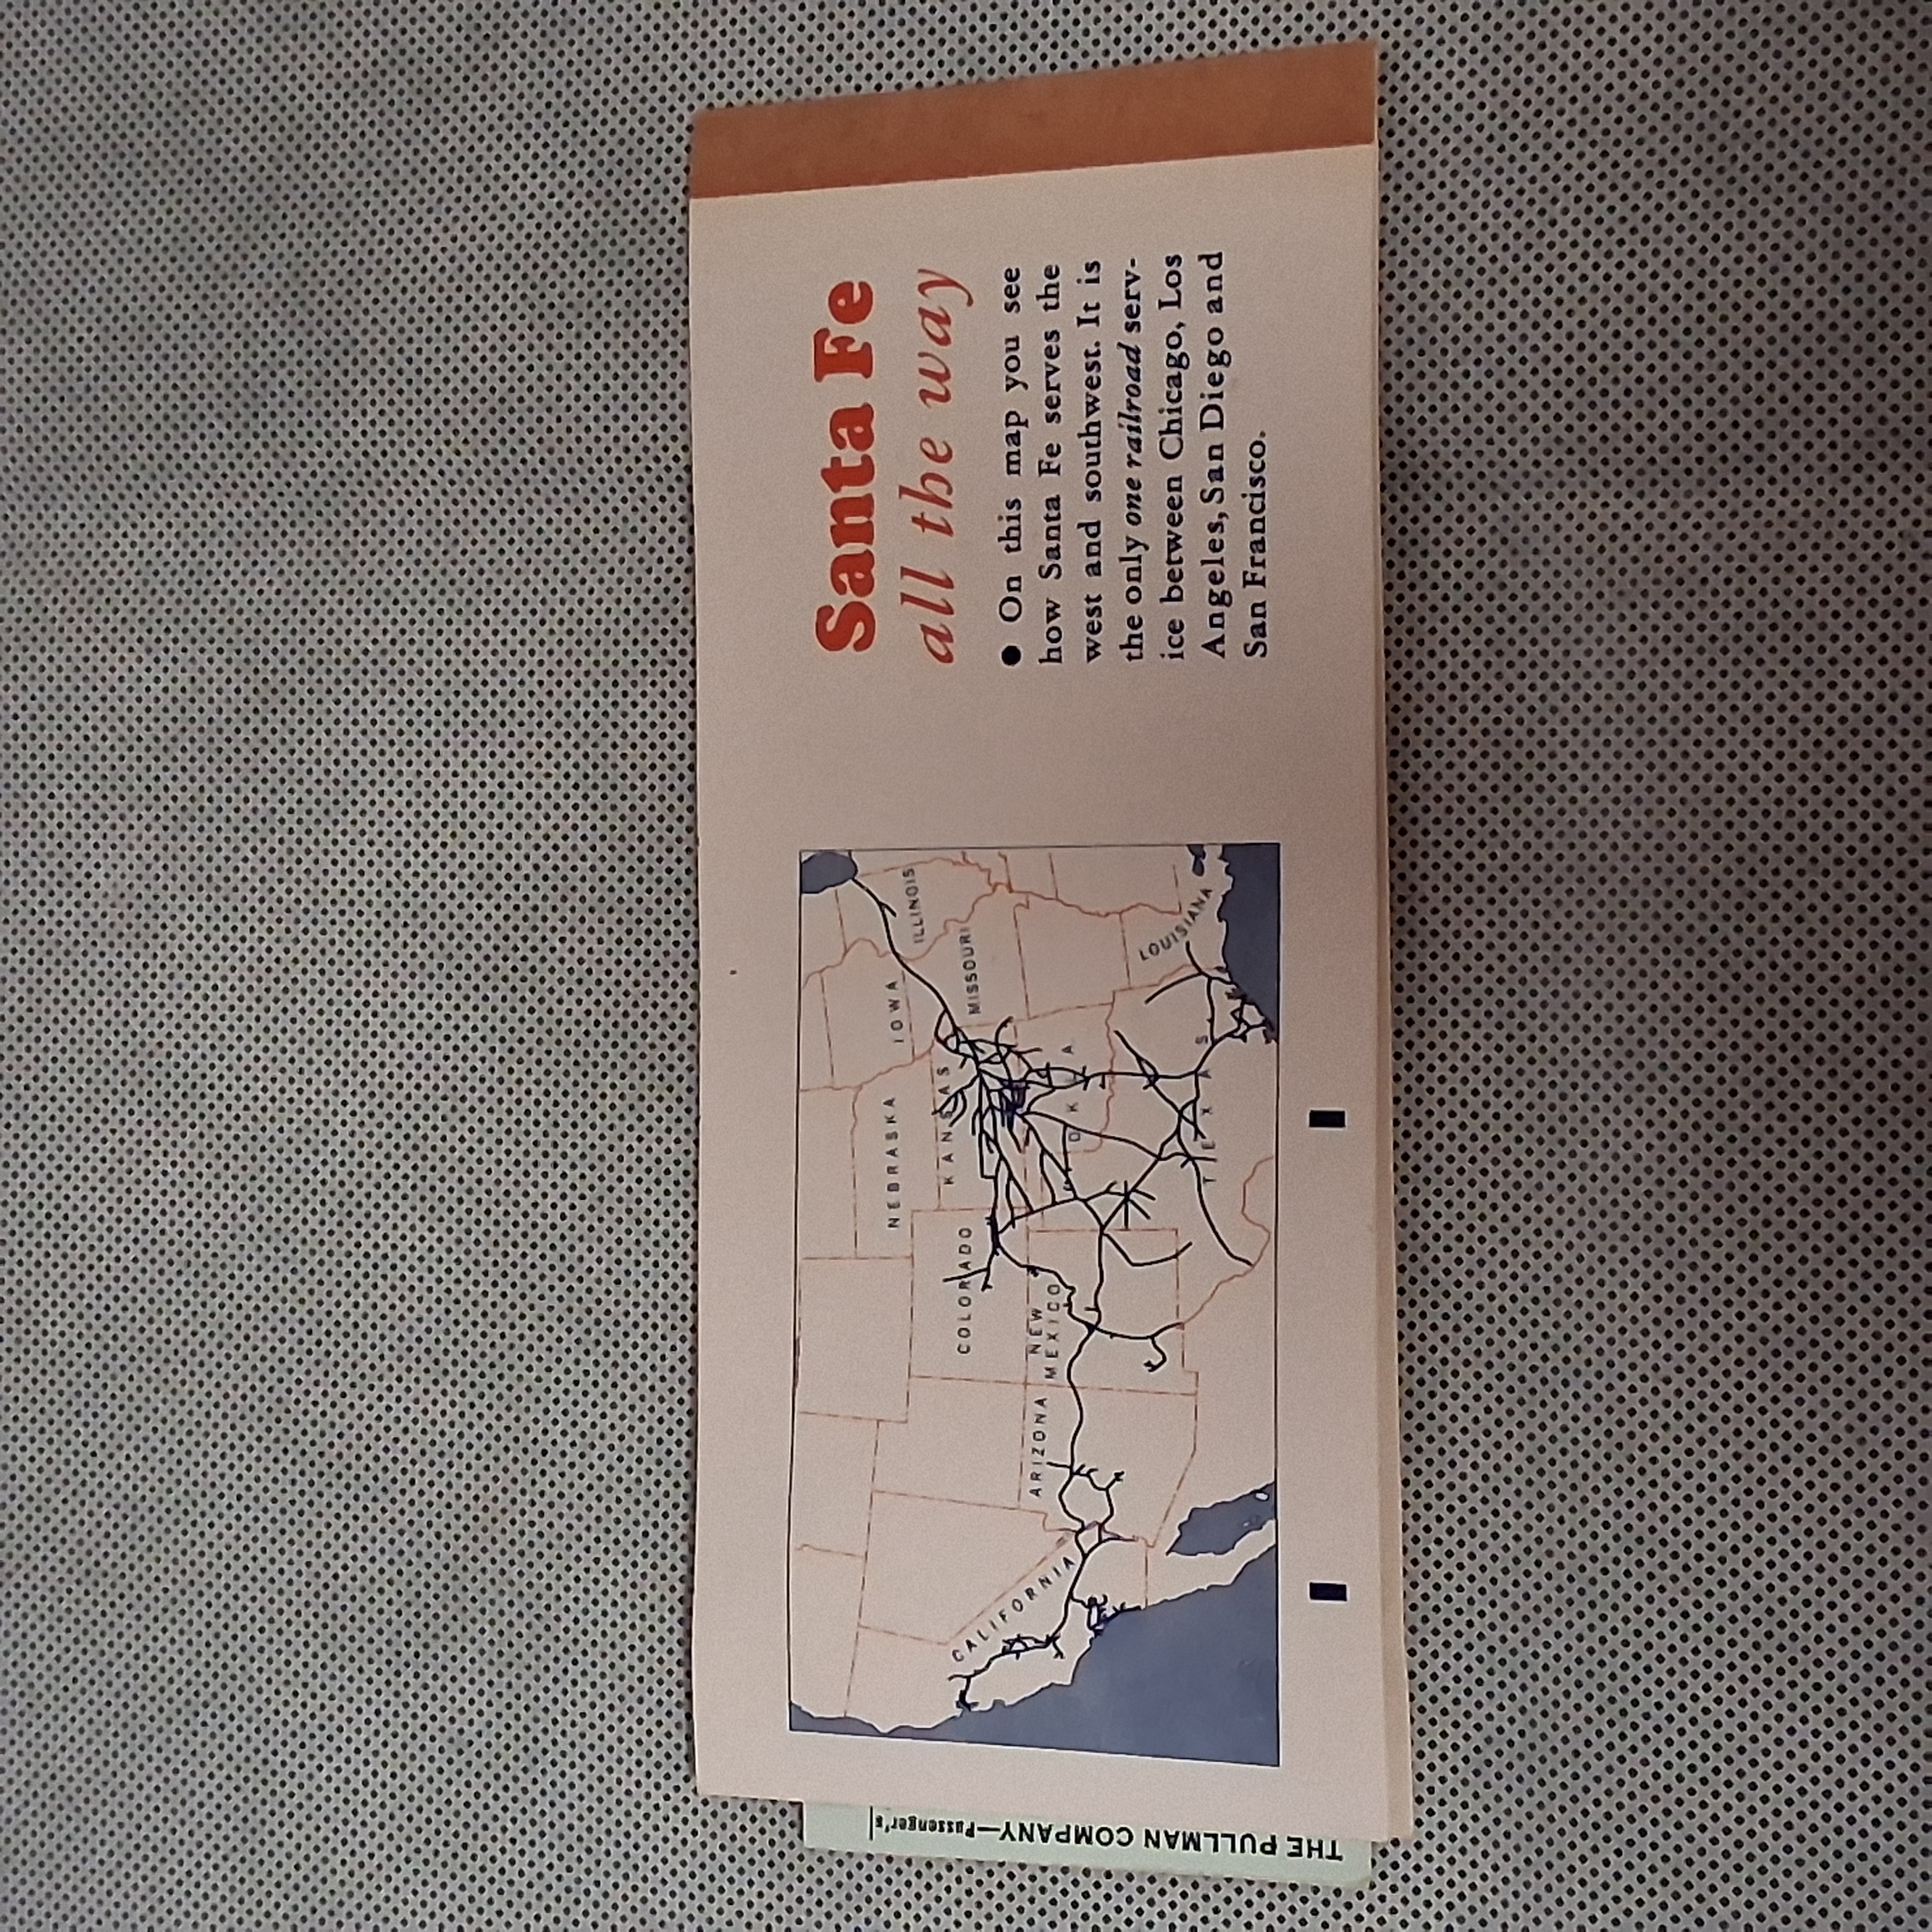 Santa Fe
all the way
● On this map you see
how Santa Fe serves the
west and southwest. It is
the only one railroad serv-
ice between Chicago, Los
Angeles, San Diego and
San Francisco.
ILLINOIS
IOWA
MISSOURI
NEBRASKA
KANSAS
COLORADO
OKLA
NEW
MEXICO
ARIZONA
CALIFORNIA
TEXAS
LOUISIANA
THE PULLMAN COMPANY—Passenger's